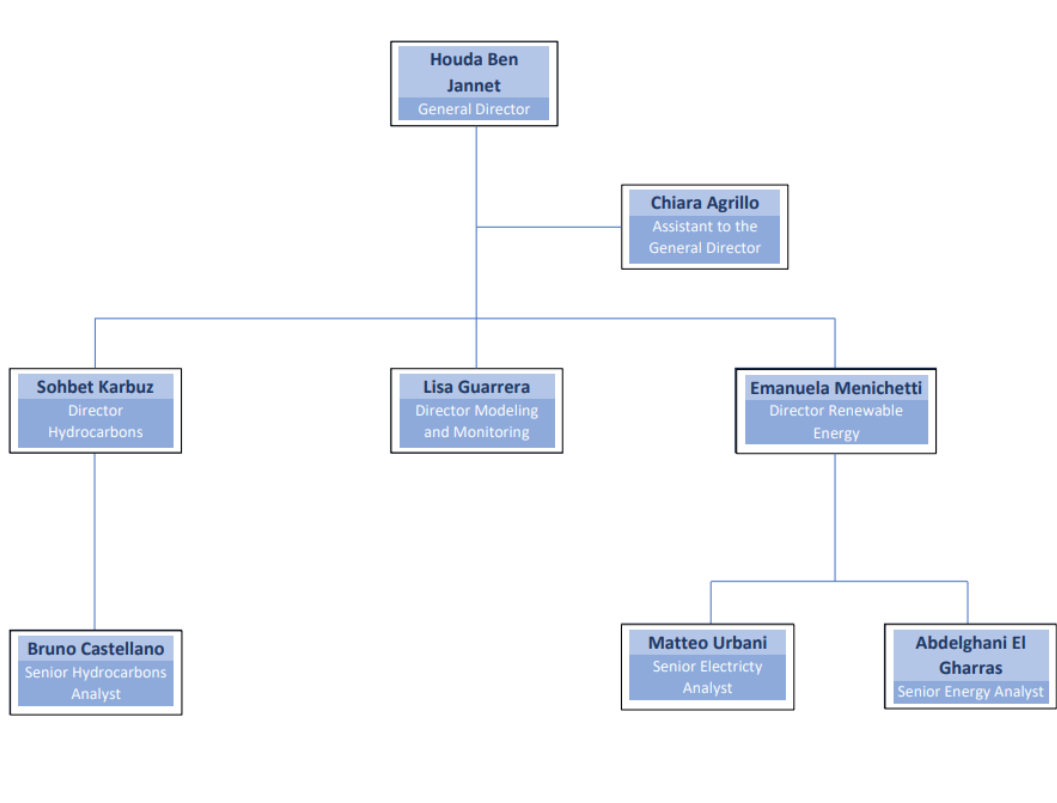 Houda Ben
Jannet
General Director
Chiara Agrillo
Assistant to the
General Director
Sohbet Karbuz
Director
Hydrocarbons
Lisa Guarrera
Director Modeling
and Monitoring
Emanuela Menichetti
Director Renewable
Energy
Bruno Castellano
Senior Hydrocarbons
Analyst
Matteo Urbani
Senior Electricty
Analyst
Abdelghani El
Gharras
Senior Energy Analyst